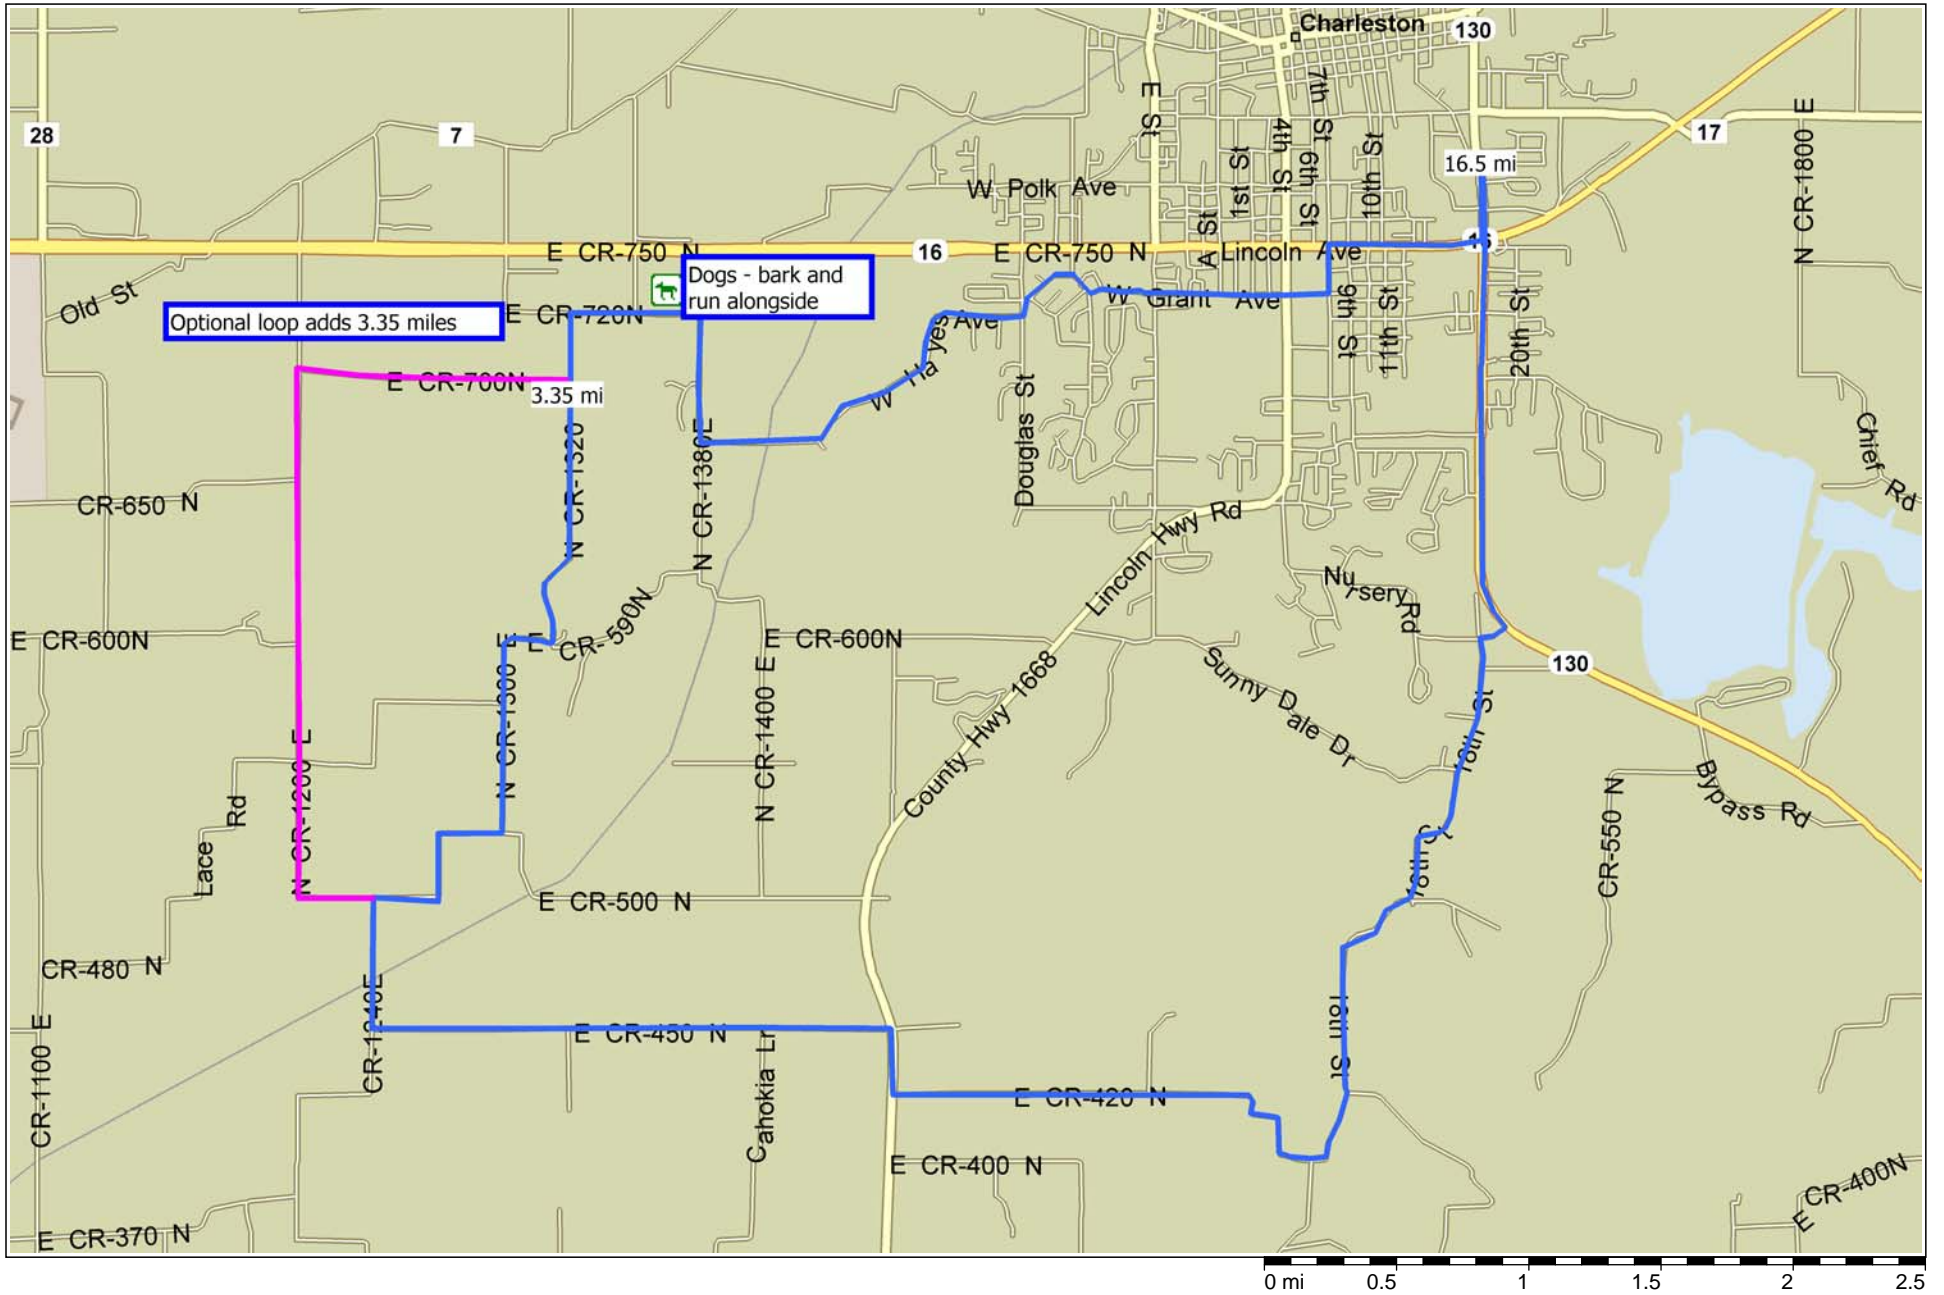 Charleston
130
28
7
17
E St
7th St
4th St
6th St
1st St
10th St
16.5 mi
N CR-1800 E
W Polk Ave
A St
E CR-750 N
16
E CR-750 N
Lincoln Ave
16
Old St
Dogs - bark and
run alongside
Optional loop adds 3.35 miles
E CR-720N
W Grant Ave
9th St
11th St
20th St
W Hayes Ave
E CR-700N
3.35 mi
Douglas St
N CR-1320
N CR-1380E
Chief Rd
CR-650 N
Lincoln Hwy Rd
Nursery Rd
E CR-600N
E CR-590N
N CR-1300 E
E CR-600N
130
Sunny Dale Dr
County Hwy 1668
N CR-1400 E
18th St
N CR-1200 E
Lace Rd
Bypass Rd
CR-550 N
18th St
E CR-500 N
CR-480 N
CR-1240E
CR-1100 E
E CR-450 N
Cahokia Ln
18th St
E CR-420 N
E CR-400 N
E CR-400N
E CR-370 N
0 mi 0.5 1 1.5 2 2.5